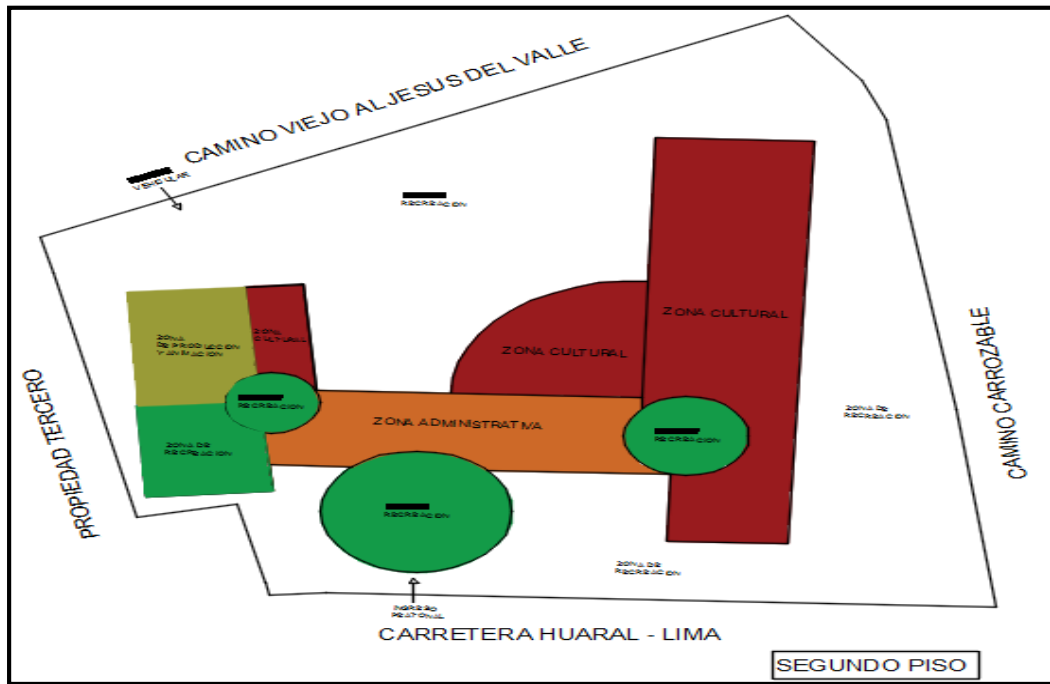 CAMINO VIEJO AL JESUS DEL VALLE
VEHICULAR
RECREACION
ZONA CULTURAL
ZONA
DE PRODUCCION
Y ANIMACION
ZONA
CULTURAL
ZONA CULTURAL
RECREACION
ZONA ADMINISTRATIVA
RECREACION
ZONA DE
RECREACION
ZONA DE
RECREACION
CAMINO CARROZABLE
PROPIEDAD TERCERO
RECREACION
ZONA DE
RECREACION
INGRESO
PEATONAL
CARRETERA HUARAL - LIMA
SEGUNDO PISO